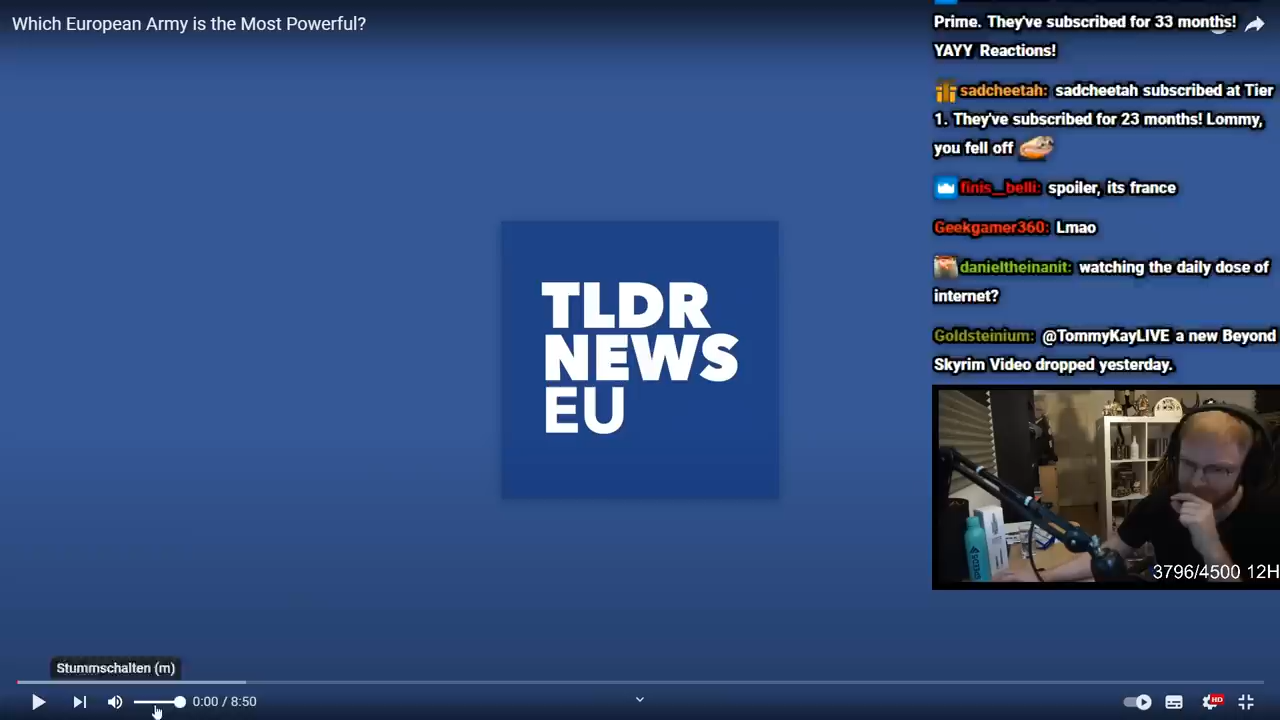 Which European Army is the Most Powerful?
Prime. They've subscribed for 33 months!
YAYY Reactions!
sadcheetah: sadcheetah subscribed at Tier
1. They've subscribed for 23 months! Lommy,
you fell off
finis__belli: spoiler, its france
Geekgamer360: Lmao
danieltheinanit: watching the daily dose of
internet?
Goldsteinium: @TommyKayLIVE a new Beyond
Skyrim Video dropped yesterday.
TLDR
NEWS
EU
3796/4500 12H
Stummschalten (m)
0:00 / 8:50
HD